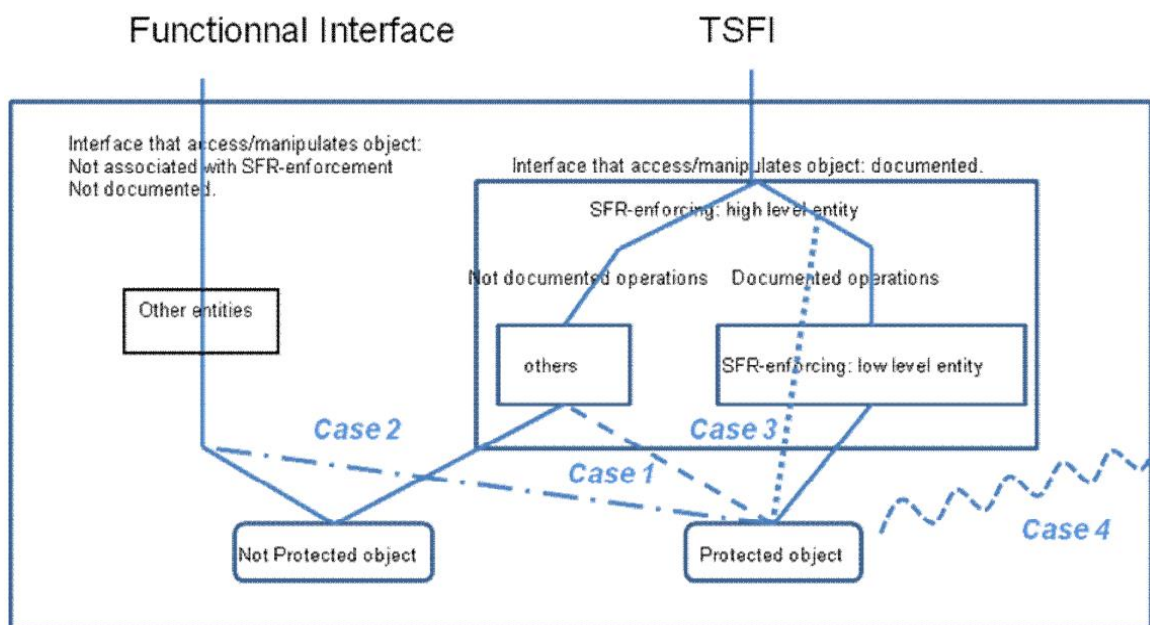 Functionnal Interface
TSFI
Interface that access/manipulates object:
Not associated with SFR-enforcement
Not documented.
Interface that access/manipulates object: documented.
SFR-enforcing: high level entity
Not documented operations
Documented operations
Other entities
others
SFR-enforcing: low level entity
Case 2
Case 3
Case 1
Case 4
Not Protected object
Protected object